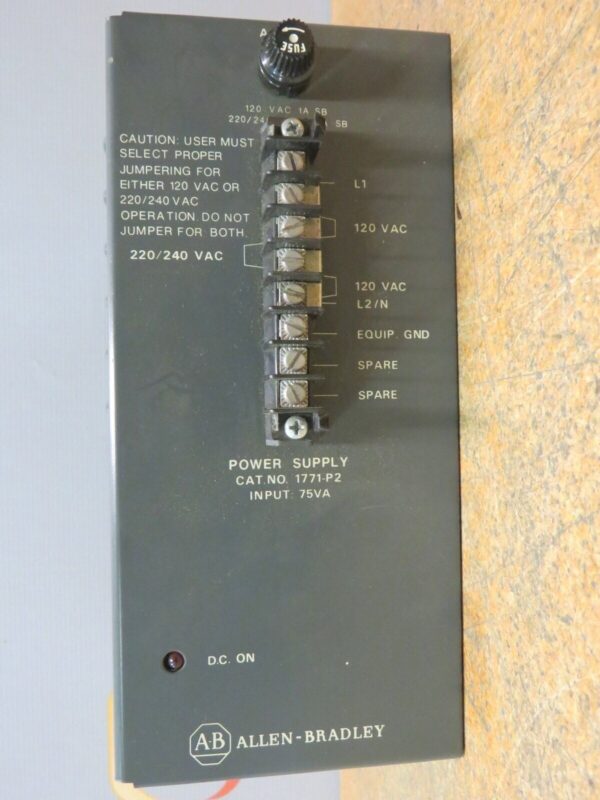 FUSE
120 VAC 1A SB
220/24 SB
CAUTION: USER MUST
SELECT PROPER
JUMPERING FOR
EITHER 120 VAC OR
220/240 VAC
OPERATION. DO NOT
JUMPER FOR BOTH.
220/240 VAC
L1
120 VAC
120 VAC
L2/N
EQUIP. GND
SPARE
SPARE
POWER SUPPLY
CAT. NO. 1771-P2
INPUT: 75VA
D.C. ON
A-B ALLEN-BRADLEY